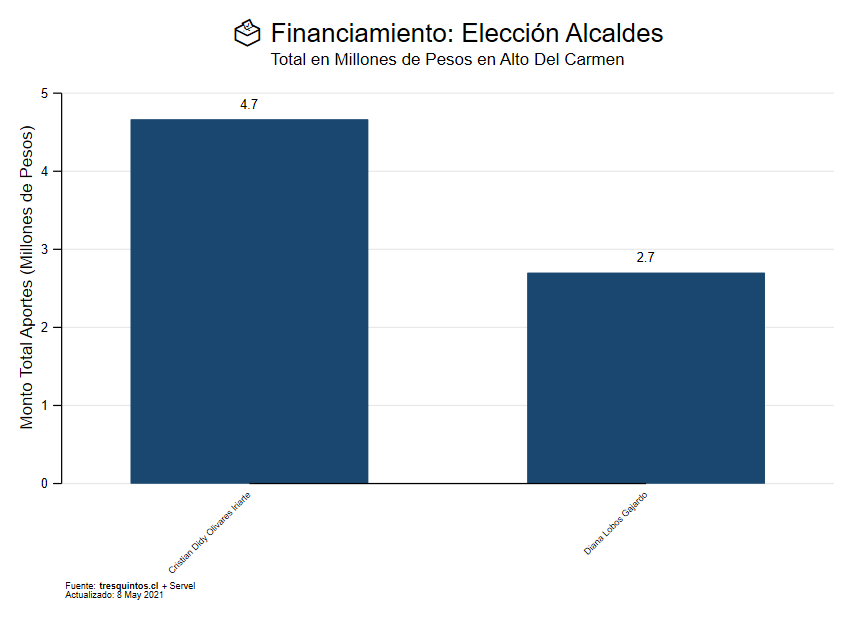 Financiamiento: Elección Alcaldes
Total en Millones de Pesos en Alto Del Carmen
Monto Total Aportes (Millones de Pesos)
5
4
3
2
1
0
4.7
2.7
Cristian Didy Olivares Iriarte
Diana Lobos Gajardo
Fuente: tresquintos.cl + Servel
Actualizado: 8 May 2021